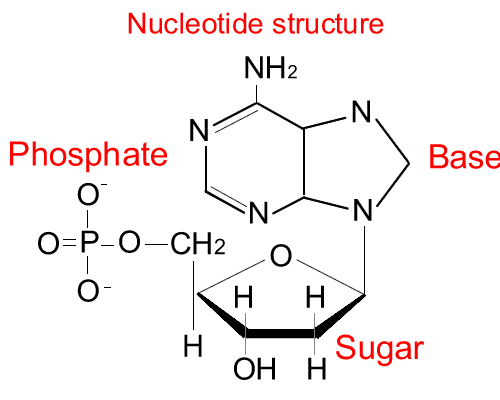 Nucleotide structure
NH2
N
N
Phosphate
Base
O-
N
N
O=P-O-CH2
O
O-
H
H
H
Sugar
OH
H